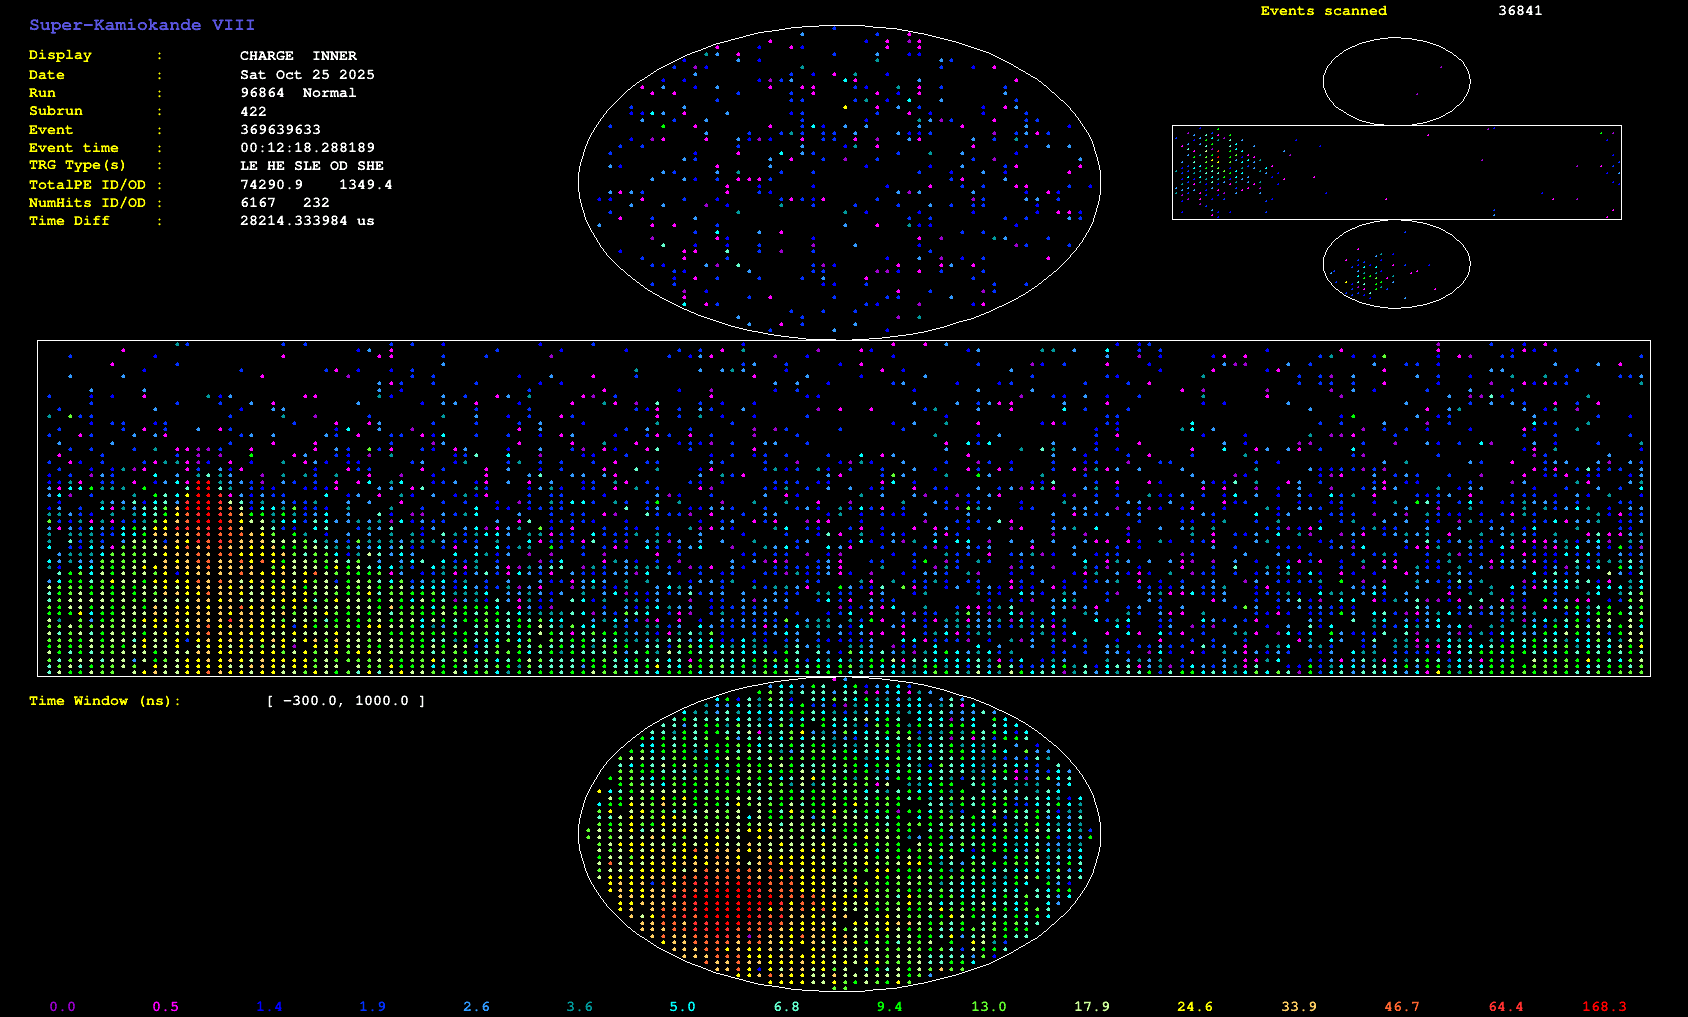 Super-Kamiokande VIII
Events scanned 36841
Display : CHARGE INNER
Date : Sat Oct 25 2025
Run : 96864 Normal
Subrun : 422
Event : 369639633
Event time : 00:12:18.288189
TRG Type(s) : LE HE SLE OD SHE
TotalPE ID/OD : 74290.9 1349.4
NumHits ID/OD : 6167 232
Time Diff : 28214.333984 us
Time Window (ns): [ -300.0, 1000.0 ]
0.0 0.5 1.4 1.9 2.6 3.6 5.0 6.8 9.4 13.0 17.9 24.6 33.9 46.7 64.4 168.3